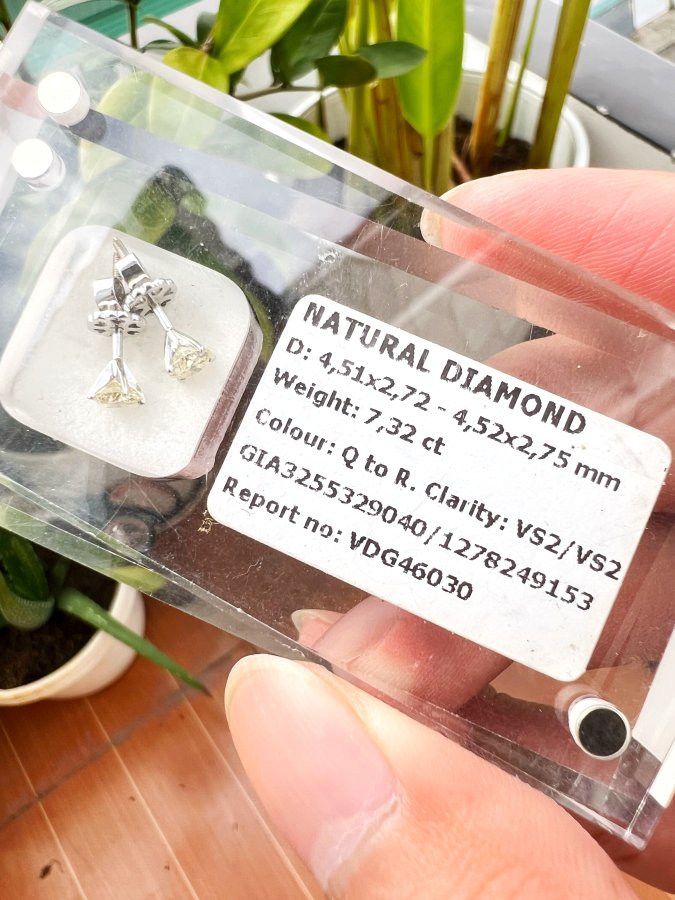 NATURAL DIAMOND
D: 4,51x2,72 - 4,52x2,75 mm
Weight: 7,32 ct
Colour: Q to R. Clarity: VS2/VS2
GIA3255329040/1278249153
Report no: VDG46030